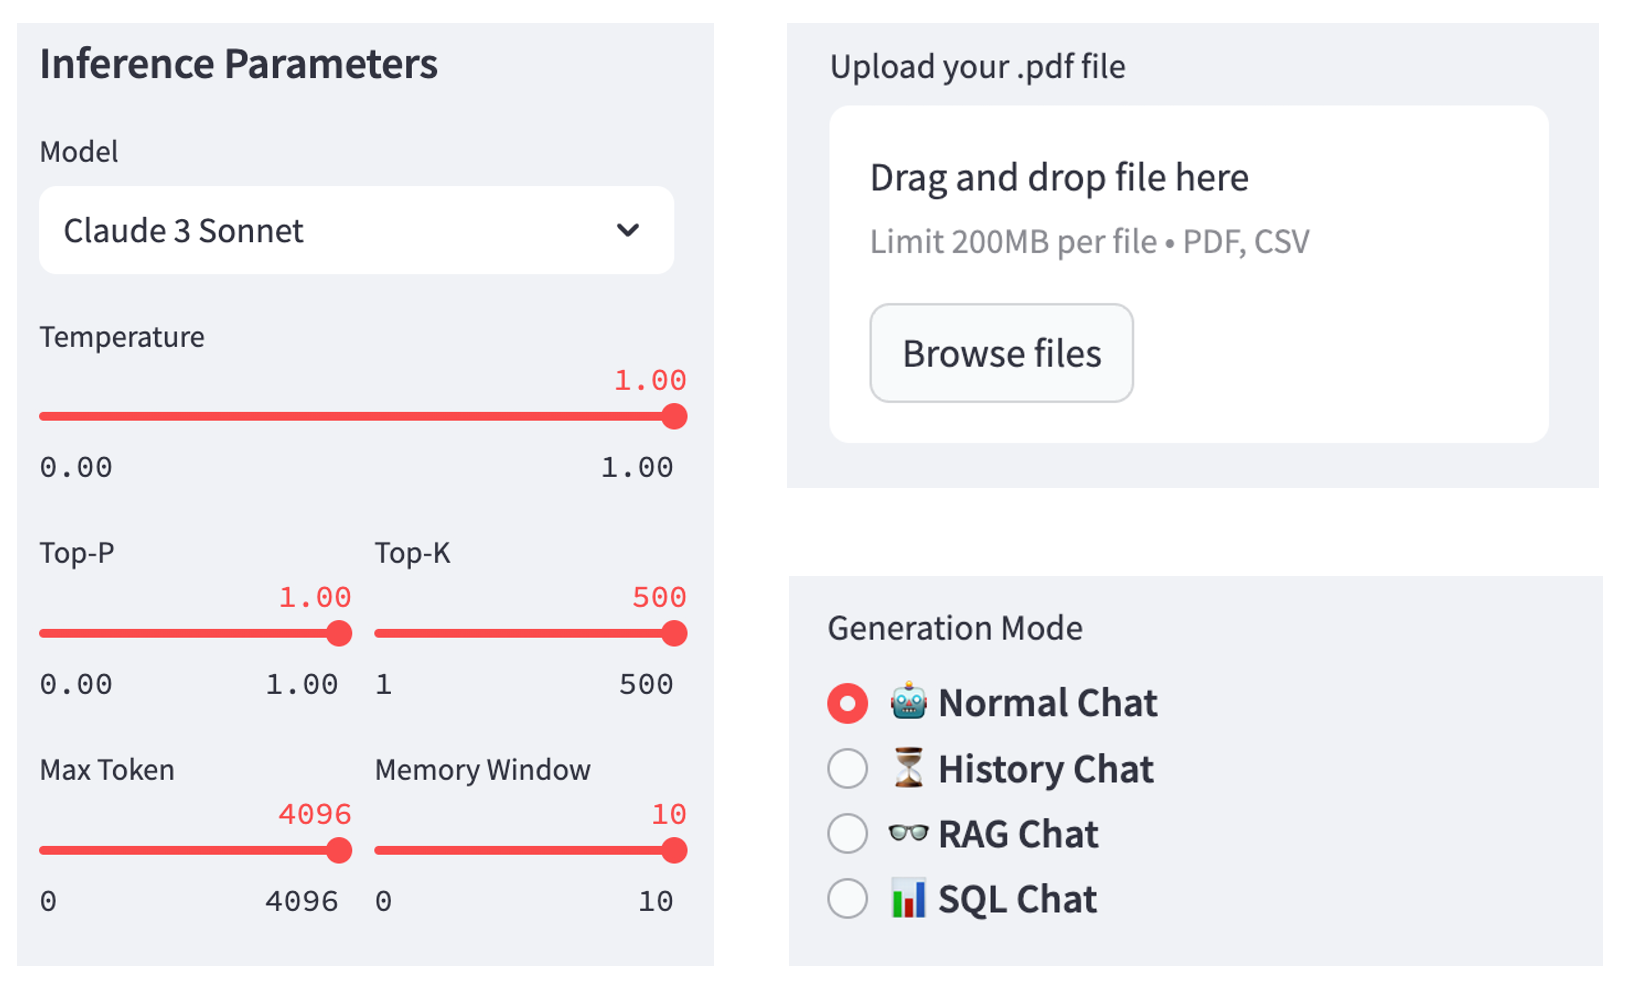 Inference Parameters
Model
Claude 3 Sonnet
Temperature
1.00
0.00 1.00
Top-P Top-K
1.00 500
0.00 1.00 1 500
Max Token Memory Window
4096 10
0 4096 0 10
Upload your .pdf file
Drag and drop file here
Limit 200MB per file • PDF, CSV
Browse files
Generation Mode
🤖 Normal Chat
⏳ History Chat
👓 RAG Chat
📊 SQL Chat